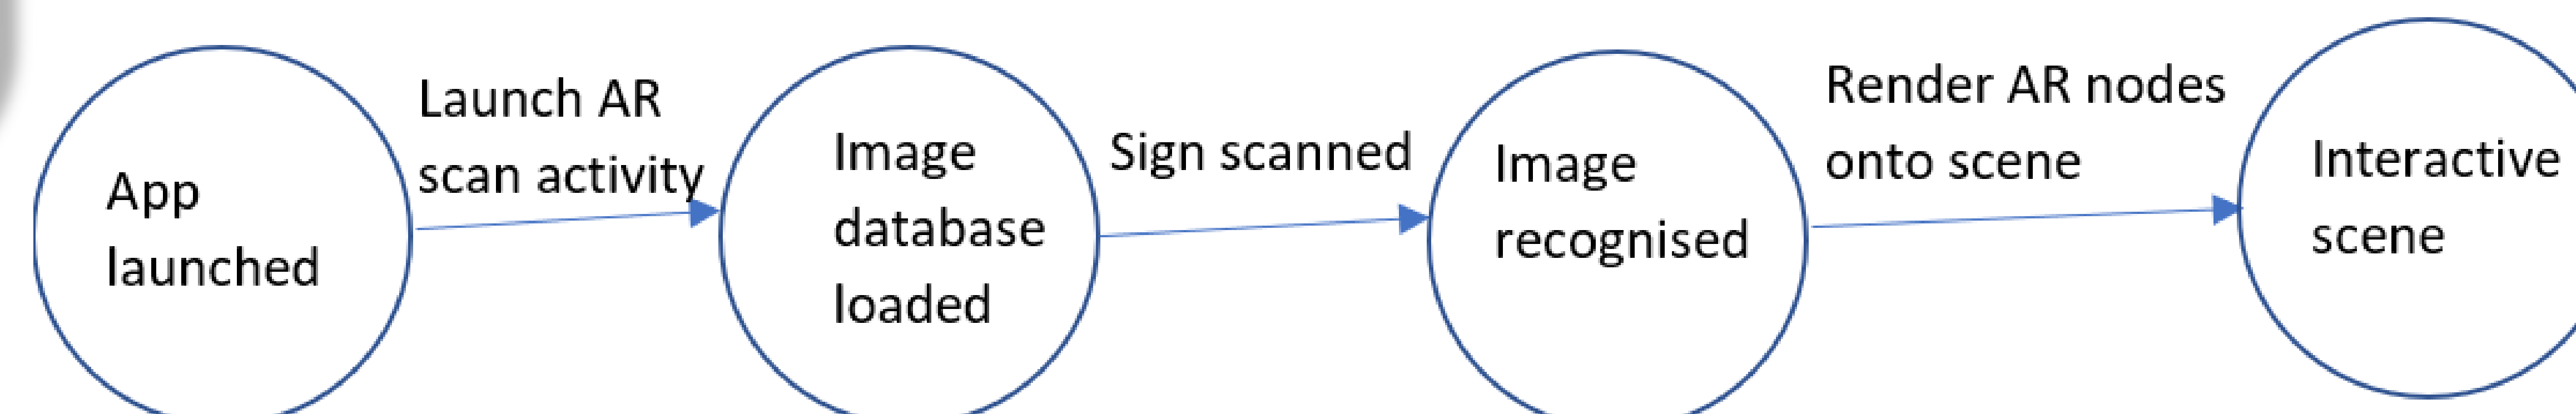 App
launched
Launch AR
scan activity
Image
database
loaded
Sign scanned
Image
recognised
Render AR nodes
onto scene
Interactive
scene